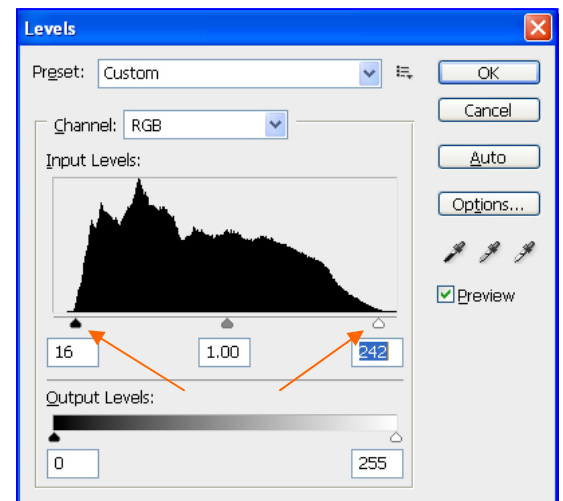 Levels
Preset: Custom
OK
Cancel
Channel: RGB
Auto
Input Levels:
Options...
Preview
16 1.00 242
Output Levels:
0 255